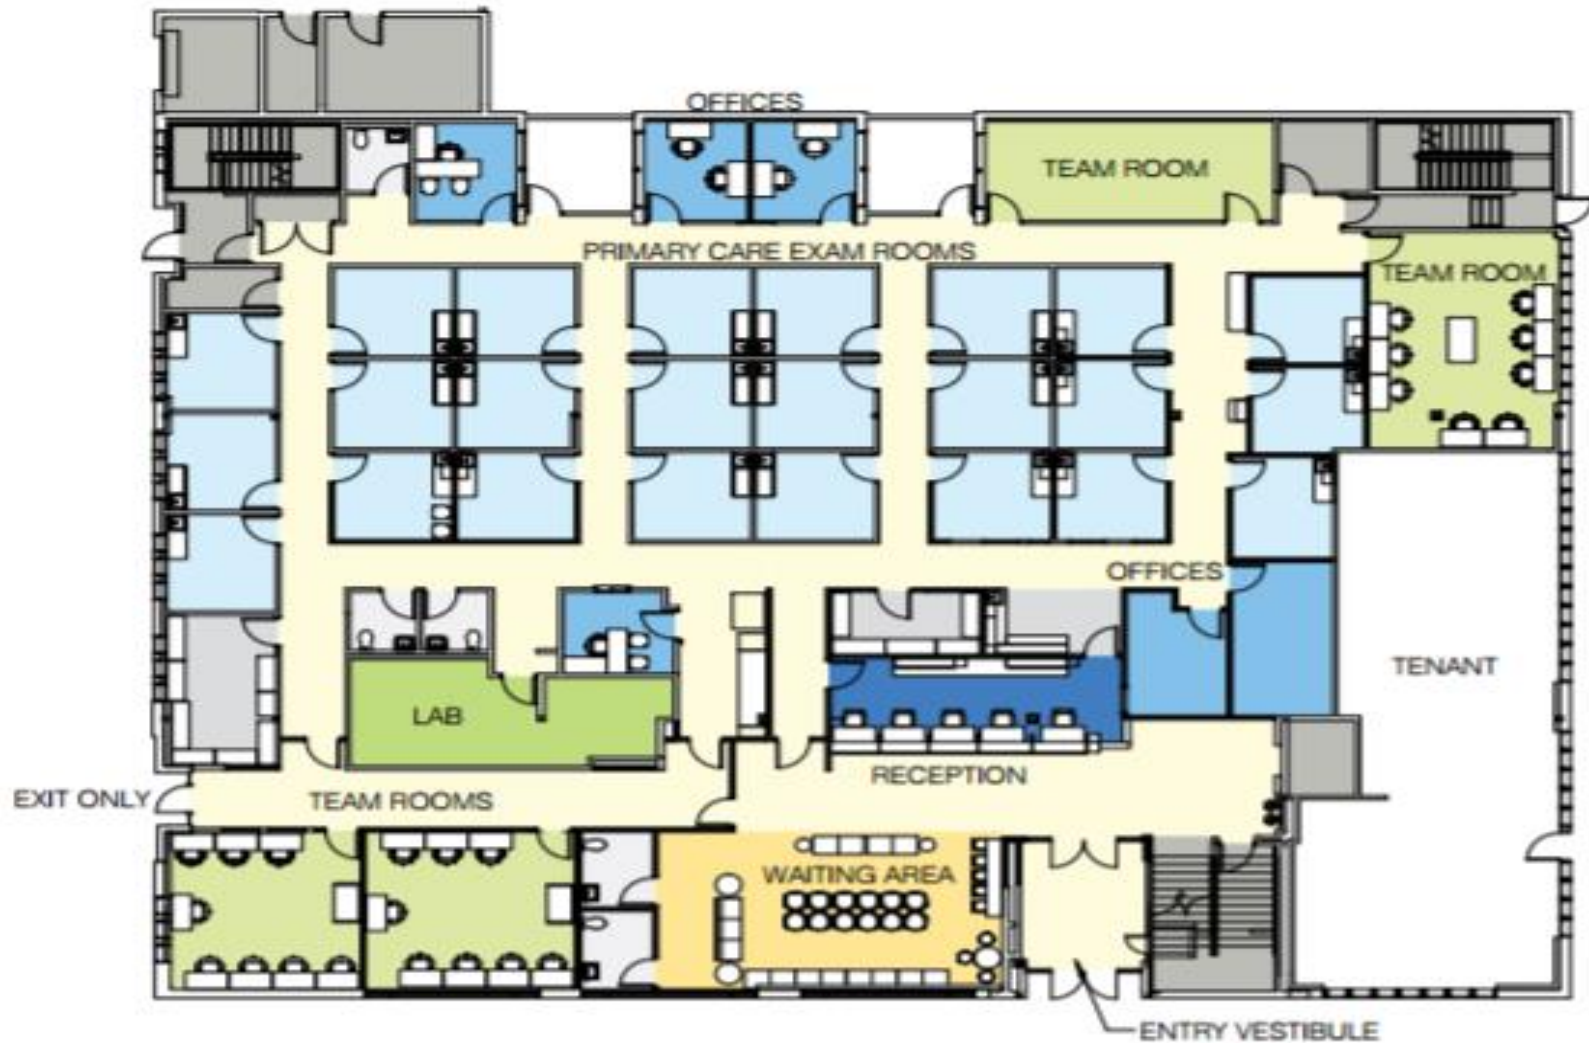 OFFICES
TEAM ROOM
PRIMARY CARE EXAM ROOMS
TEAM ROOM
OFFICES
TENANT
LAB
RECEPTION
EXIT ONLY
TEAM ROOMS
WAITING AREA
ENTRY VESTIBULE